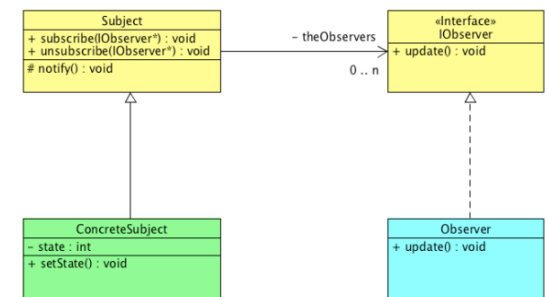 Subject
+ subscribe(IObserver*) : void
+ unsubscribe(IObserver*) : void
# notify() : void
- theObservers
0 .. n
«Interface»
IObserver
+ update() : void
ConcreteSubject
- state : int
+ setState() : void
Observer
+ update() : void